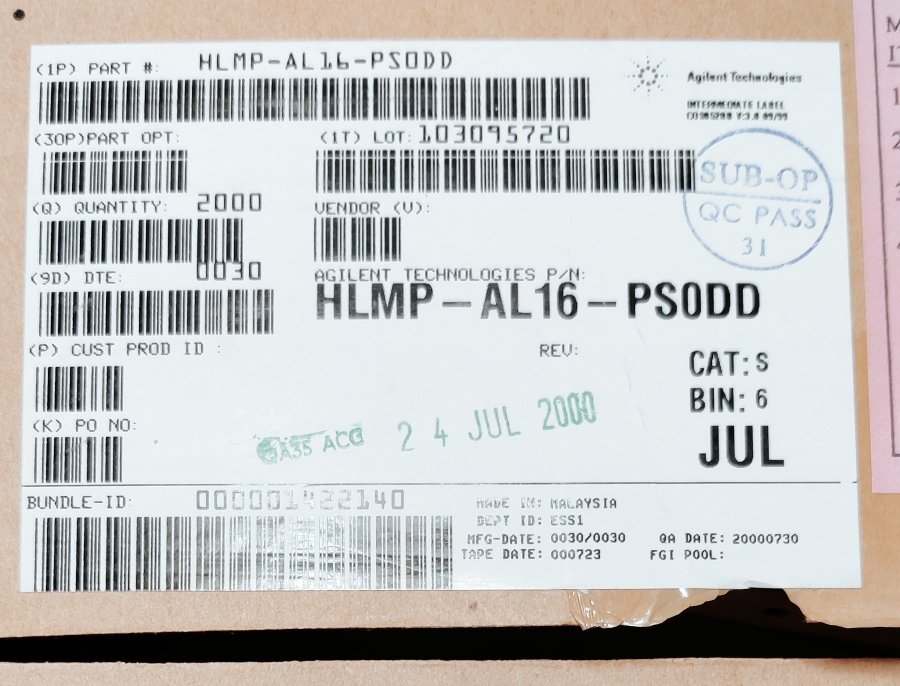 (1P) PART #: HLMP-AL16-PS0DD
Agilent Technologies
INTERMEDIATE LABEL
(30P)PART OPT:
(1T) LOT: 103095720
SUB-OP
QC PASS
31
(Q) QUANTITY: 2000
VENDOR (V):
(9D) DTE: 0030
AGILENT TECHNOLOGIES P/N:
HLMP-AL16-PS0DD
(P) CUST PROD ID :
REV:
CAT: S
BIN: 6
JUL
(K) PO NO:
A35 ACC 24 JUL 2000
BUNDLE-ID: 000001422140
MADE IN: MALAYSIA
DEPT ID: ESS1
MFG-DATE: 0030/0030 QA DATE: 20000730
TAPE DATE: 000723 FGI POOL: